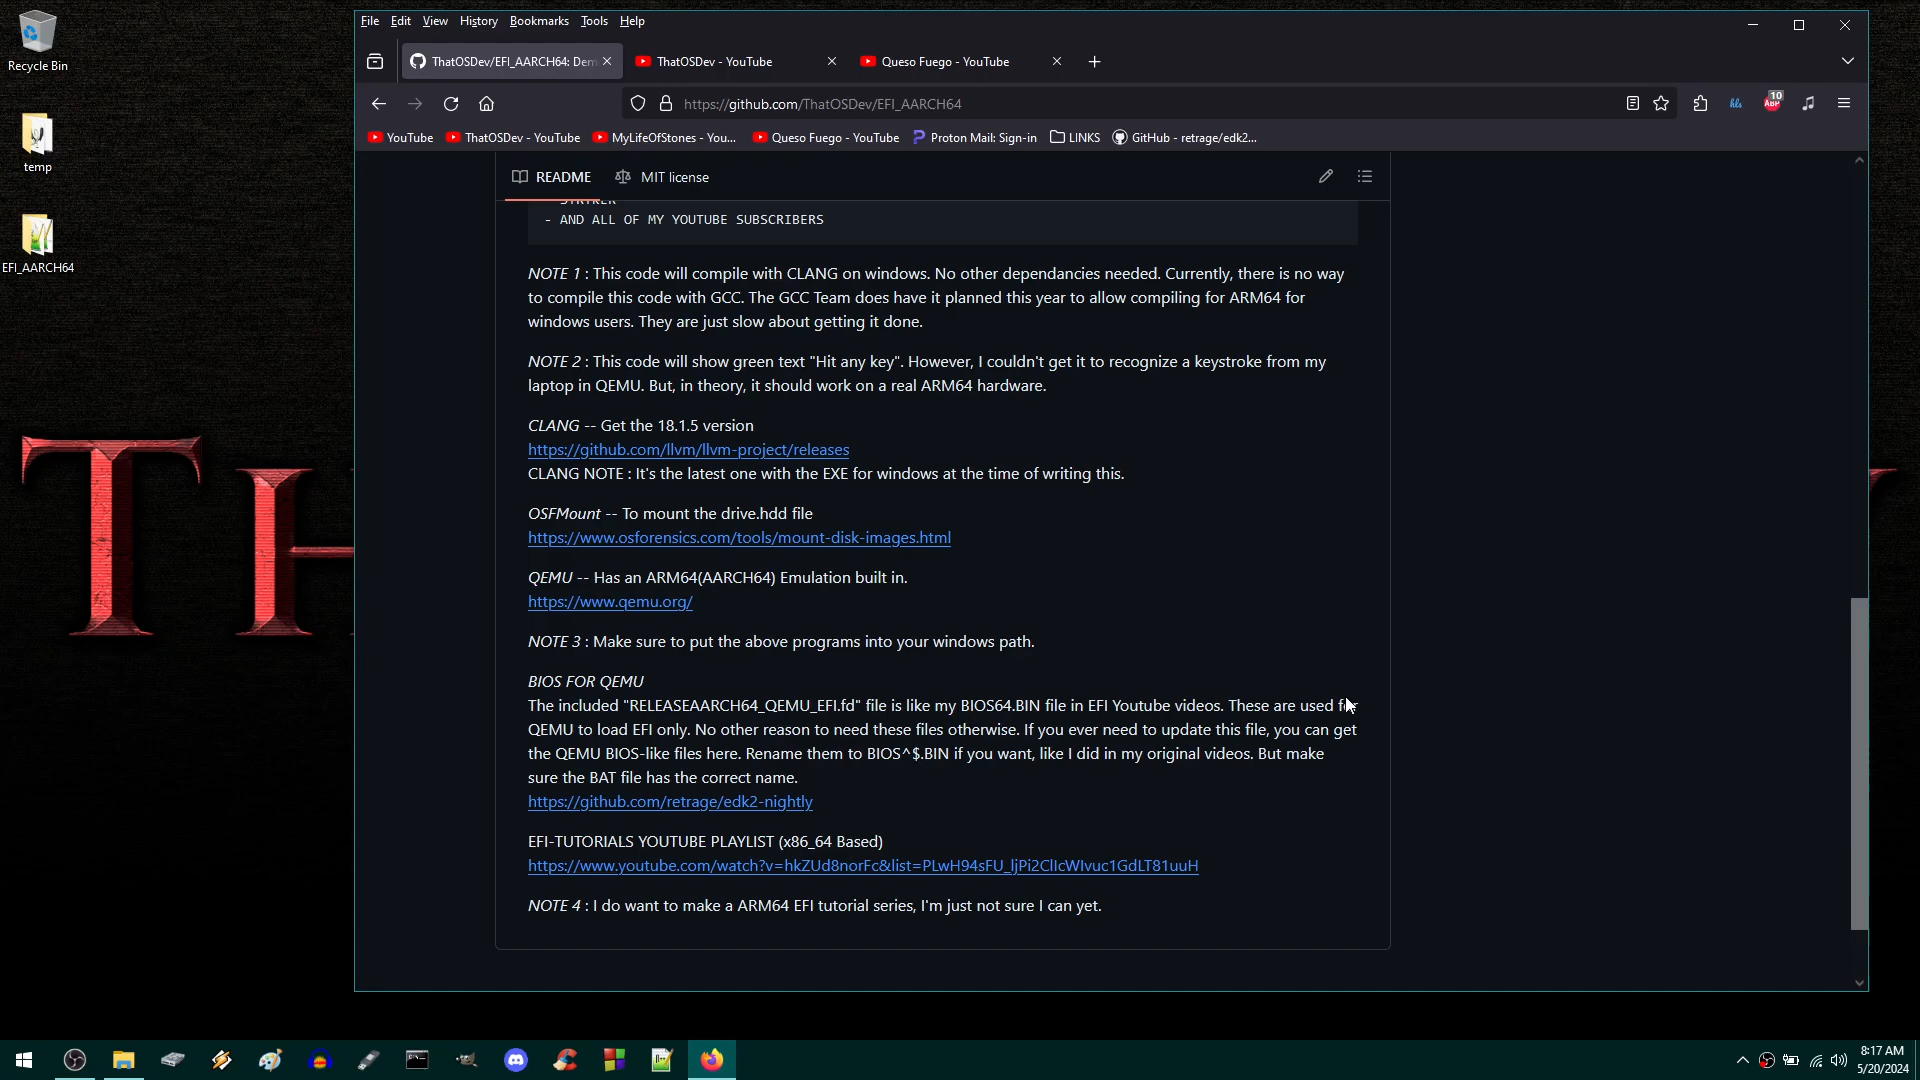 File Edit View History Bookmarks Tools Help
Recycle Bin
temp
EFI_AARCH64
ThatOSDev/EFI_AARCH64: Dem
ThatOSDev - YouTube
Queso Fuego - YouTube
https://github.com/ThatOSDev/EFI_AARCH64
10
ABP
hls
YouTube
ThatOSDev - YouTube
MyLifeOfStones - You...
Queso Fuego - YouTube
Proton Mail: Sign-in
LINKS
GitHub - retrage/edk2...
README
MIT license
- STRYKER
- AND ALL OF MY YOUTUBE SUBSCRIBERS
NOTE 1 : This code will compile with CLANG on windows. No other dependancies needed. Currently, there is no way
to compile this code with GCC. The GCC Team does have it planned this year to allow compiling for ARM64 for
windows users. They are just slow about getting it done.
NOTE 2 : This code will show green text "Hit any key". However, I couldn't get it to recognize a keystroke from my
laptop in QEMU. But, in theory, it should work on a real ARM64 hardware.
CLANG -- Get the 18.1.5 version
https://github.com/llvm/llvm-project/releases
CLANG NOTE : It's the latest one with the EXE for windows at the time of writing this.
OSFMount -- To mount the drive.hdd file
https://www.osforensics.com/tools/mount-disk-images.html
QEMU -- Has an ARM64(AARCH64) Emulation built in.
https://www.qemu.org/
NOTE 3 : Make sure to put the above programs into your windows path.
BIOS FOR QEMU
The included "RELEASEAARCH64_QEMU_EFI.fd" file is like my BIOS64.BIN file in EFI Youtube videos. These are used for
QEMU to load EFI only. No other reason to need these files otherwise. If you ever need to update this file, you can get
the QEMU BIOS-like files here. Rename them to BIOS^$.BIN if you want, like I did in my original videos. But make
sure the BAT file has the correct name.
https://github.com/retrage/edk2-nightly
EFI-TUTORIALS YOUTUBE PLAYLIST (x86_64 Based)
https://www.youtube.com/watch?v=hkZUd8norFc&list=PLwH94sFU_ljPi2ClIcWIvuc1GdLT81uuH
NOTE 4 : I do want to make a ARM64 EFI tutorial series, I'm just not sure I can yet.
8:17 AM
5/20/2024